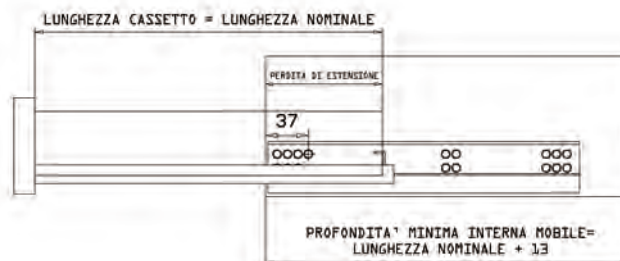 LUNGHEZZA CASSETTO = LUNGHEZZA NOMINALE
PERDITA DI ESTENSIONE
37
PROFONDITA' MINIMA INTERNA MOBILE=
LUNGHEZZA NOMINALE + 13